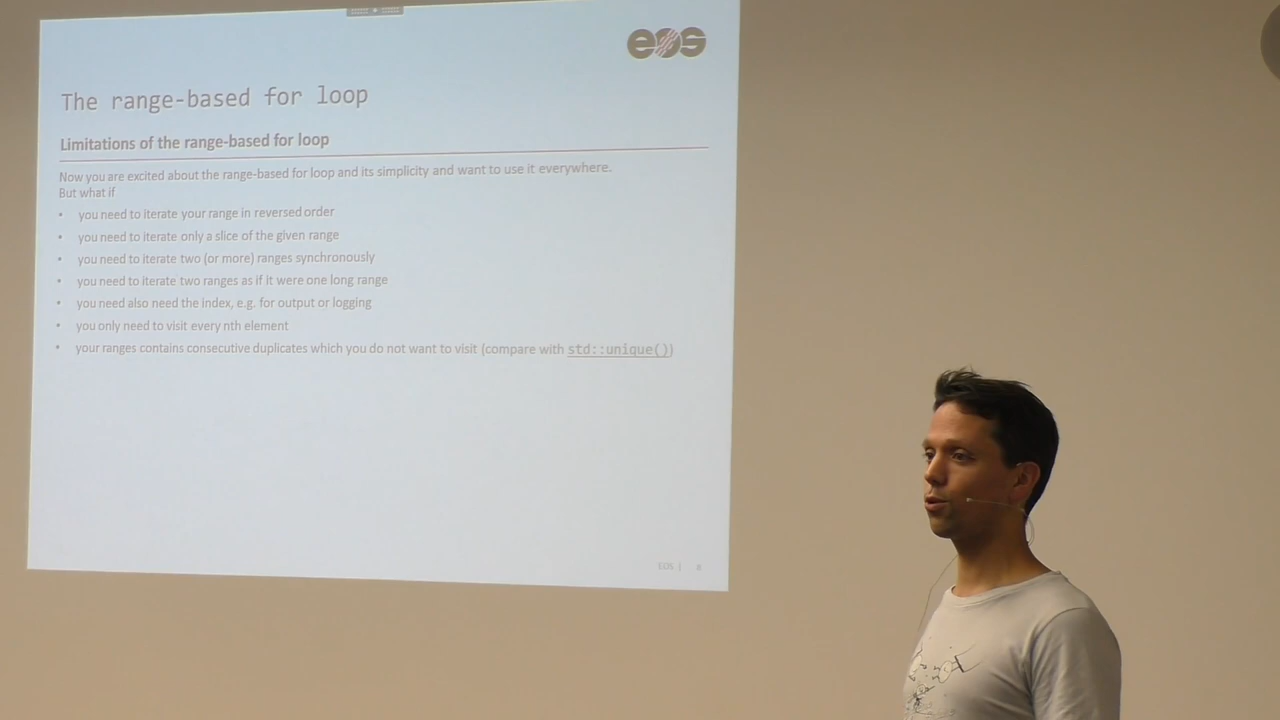 eos
The range-based for loop
Limitations of the range-based for loop
Now you are excited about the range-based for loop and its simplicity and want to use it everywhere.
But what if
• you need to iterate your range in reversed order
• you need to iterate only a slice of the given range
• you need to iterate two (or more) ranges synchronously
• you need to iterate two ranges as if it were one long range
• you need also need the index, e.g. for output or logging
• you only need to visit every nth element
• your ranges contains consecutive duplicates which you do not want to visit (compare with std::unique())
EOS | 8